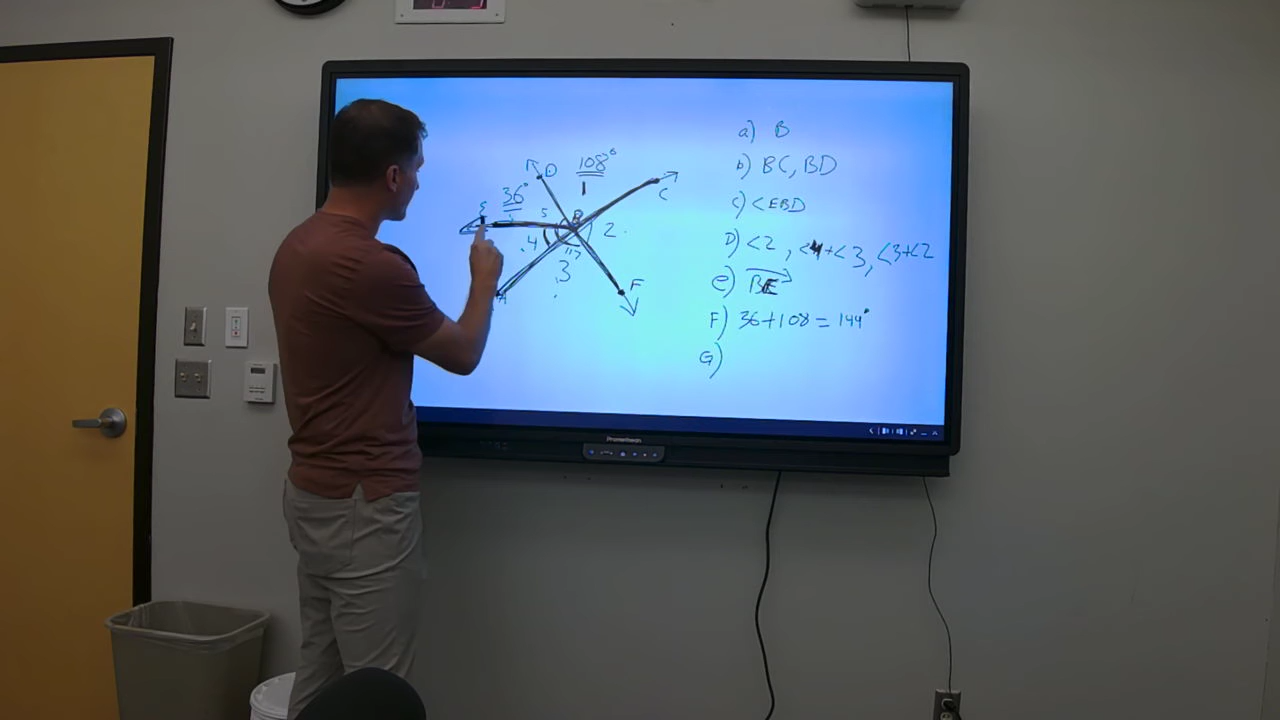 D 108°
1
36°
E 5 B C
4 2
3
A F
a) B
b) BC, BD
c) <EBD
D) <2, <4+<3, <3+<2
e) BE
F) 36+108=144°
G)
Promethean